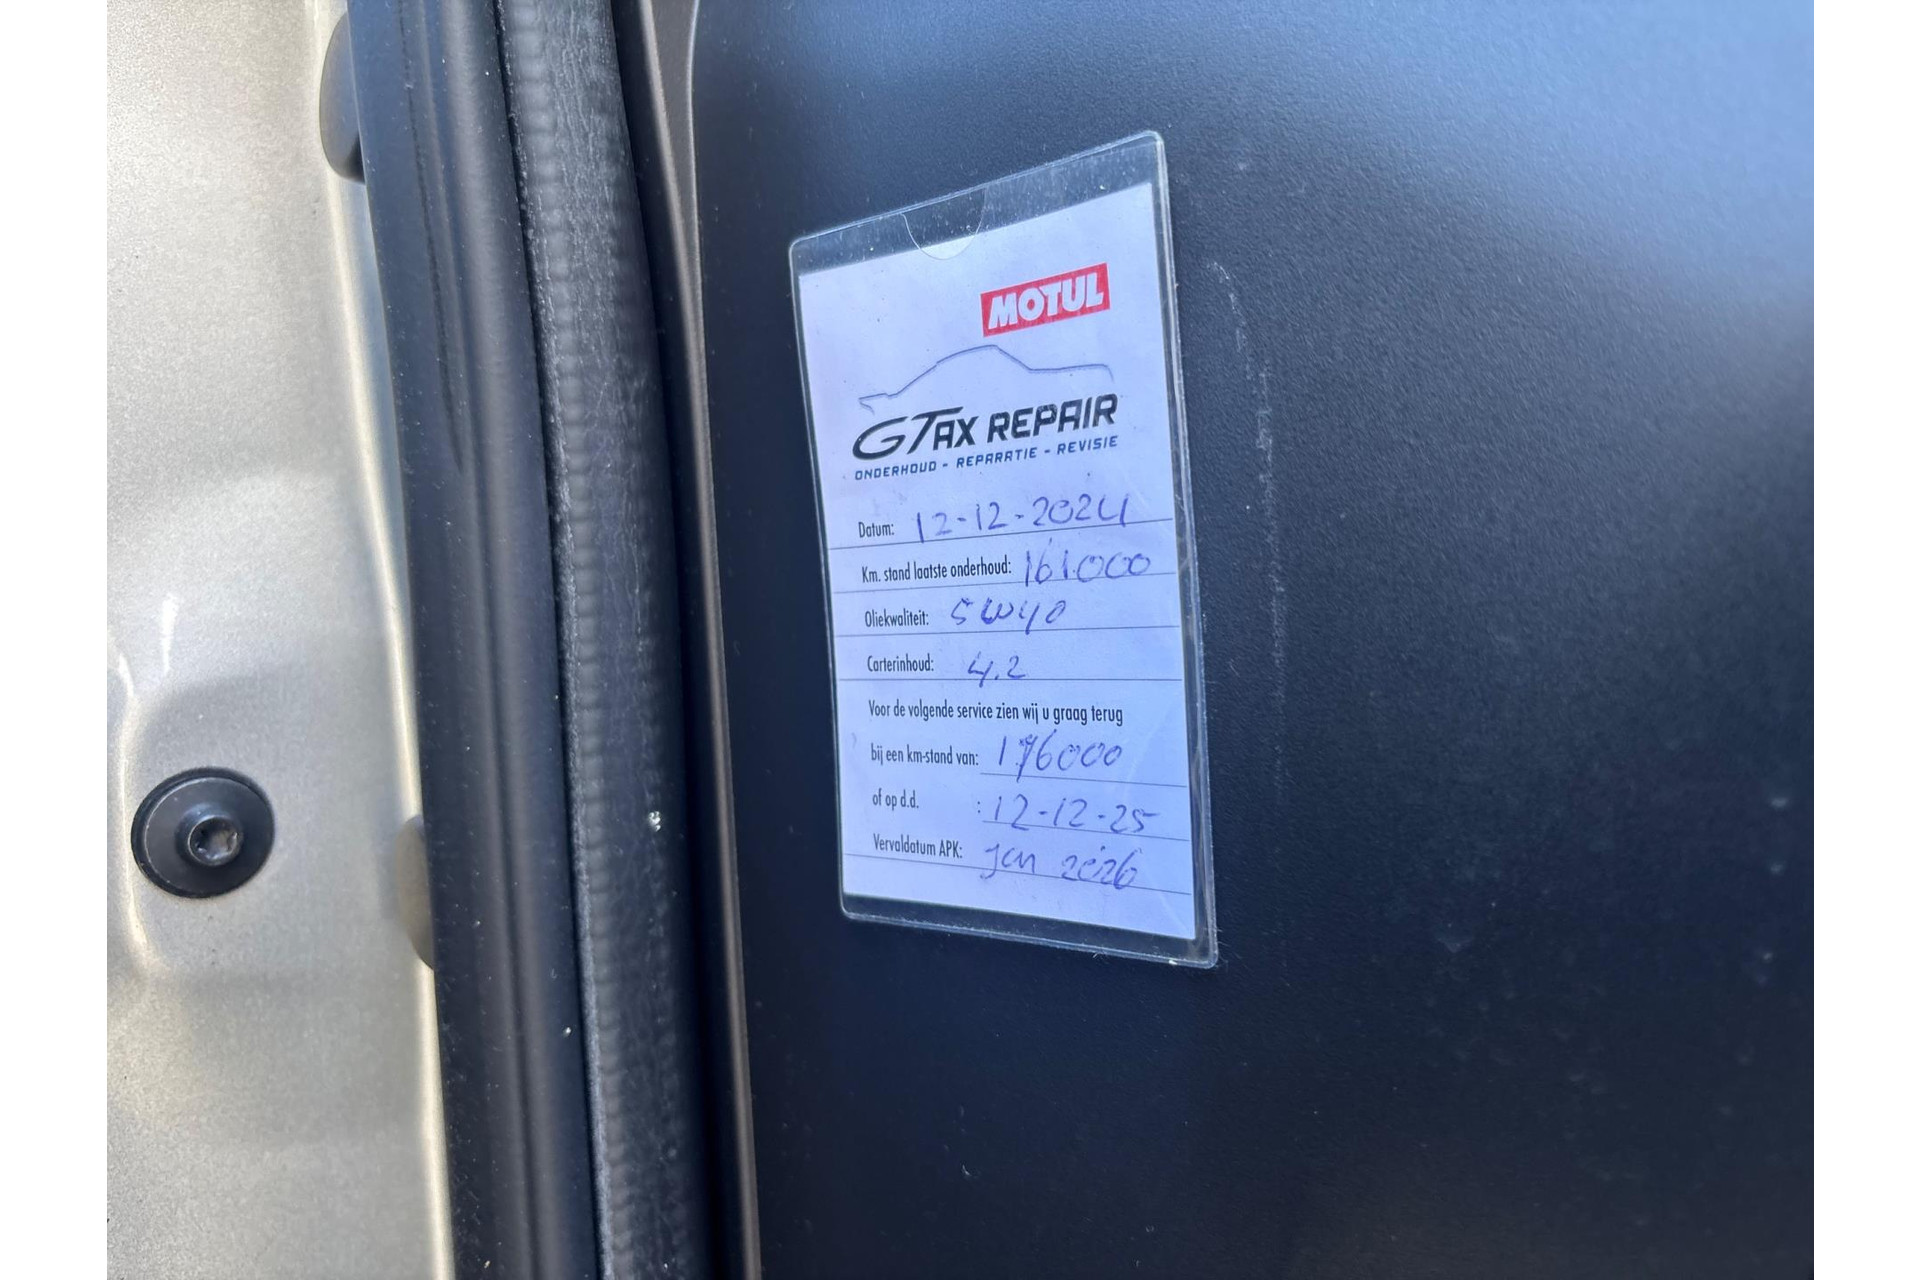 MOTUL
GTAX REPAIR
ONDERHOUD - REPARATIE - REVISIE
Datum: 12-12-2024
Km. stand laatste onderhoud: 161.000
Oliekwaliteit: 5W40
Carterinhoud: 4.2
Voor de volgende service zien wij u graag terug
bij een km-stand van: 176000
of op d.d. : 12-12-25
Vervaldatum APK: Jan 2026